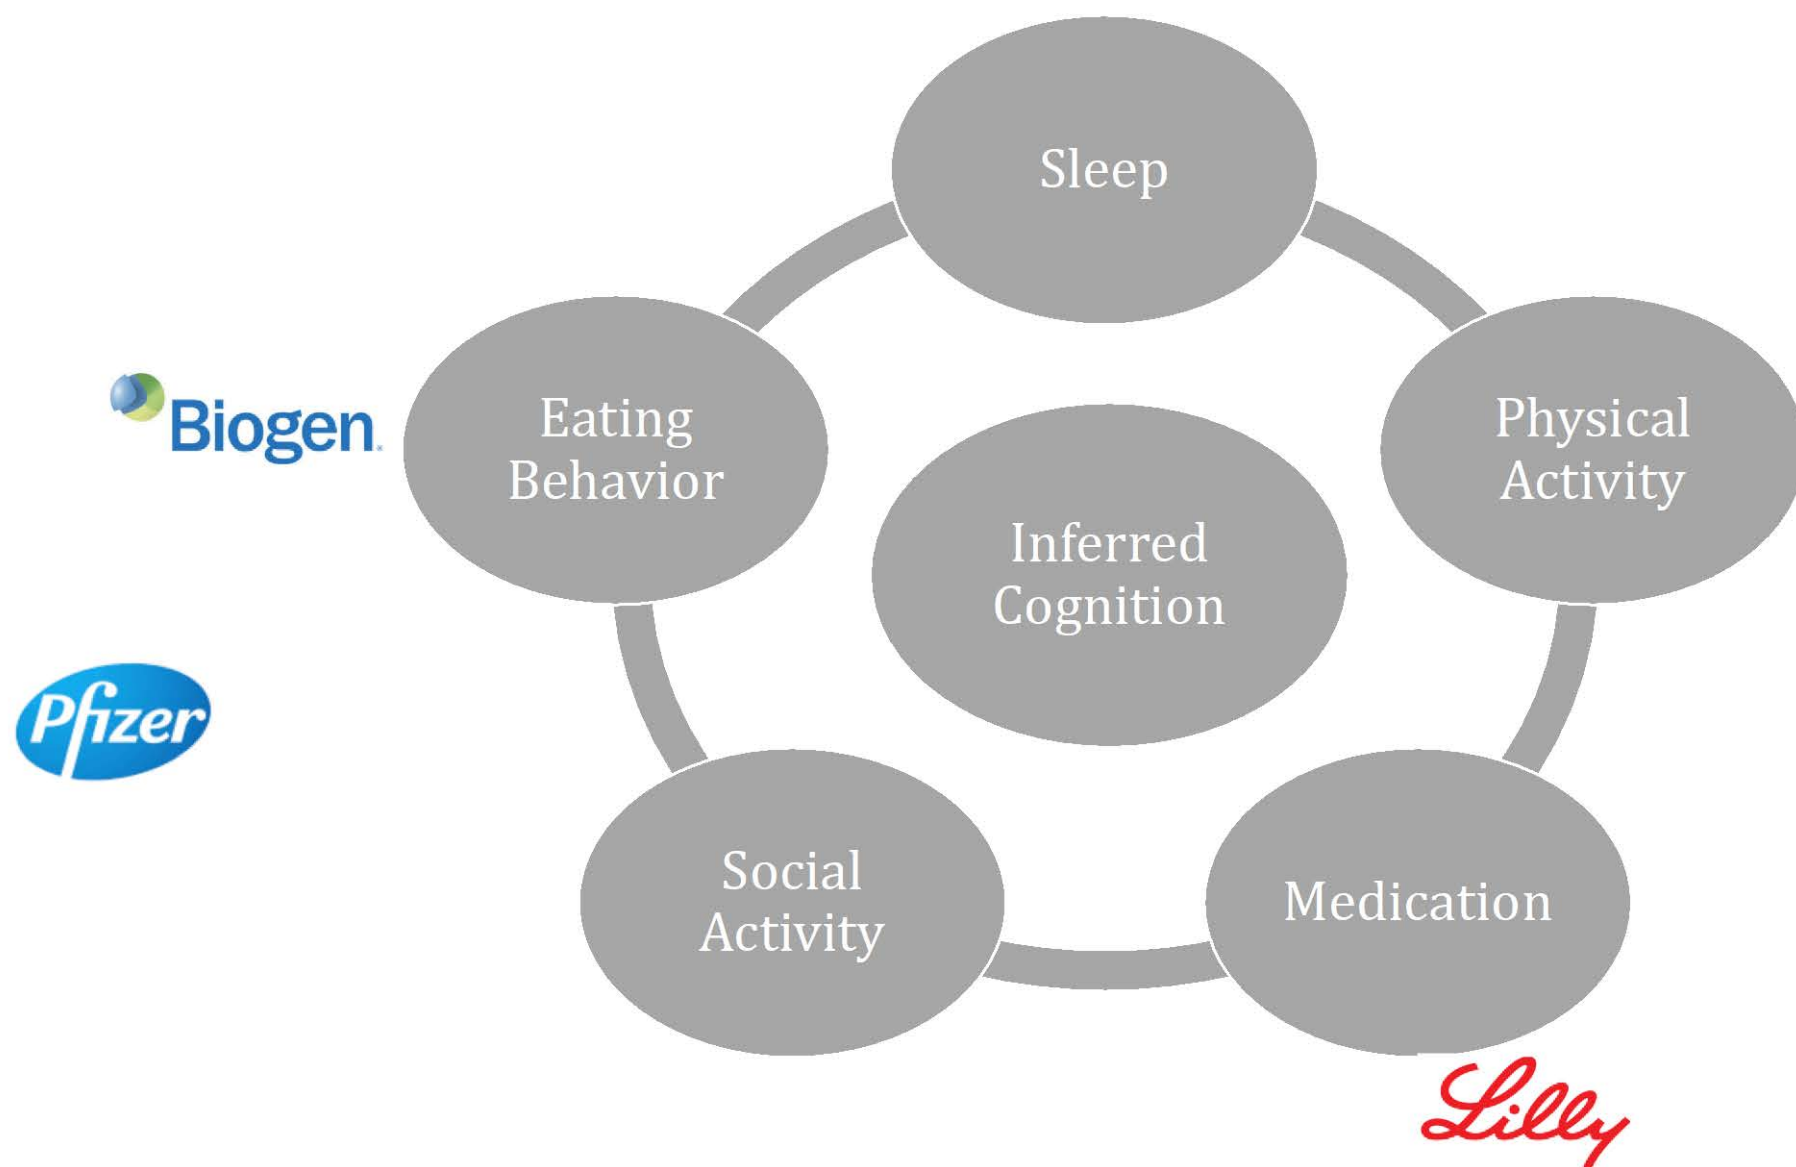 Sleep
Biogen
Eating
Behavior
Physical
Activity
Inferred
Cognition
Pfizer
Social
Activity
Medication
Lilly